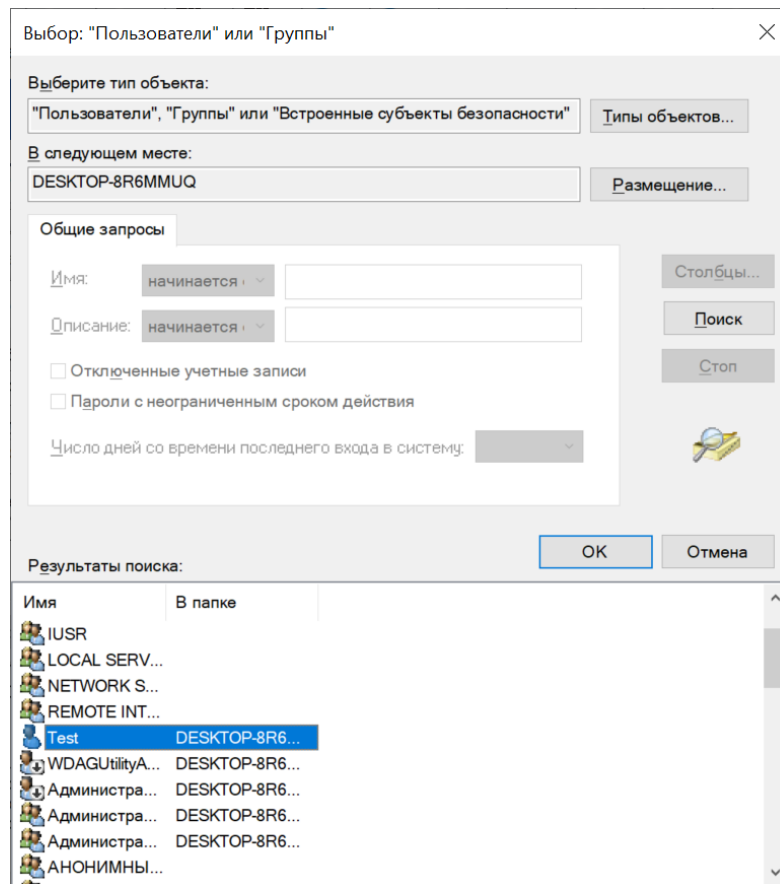 Выбор: "Пользователи" или "Группы"
Выберите тип объекта:
"Пользователи", "Группы" или "Встроенные субъекты безопасности"
Типы объектов...
В следующем месте:
DESKTOP-8R6MMUQ
Размещение...
Общие запросы
Имя:
начинается
Столбцы...
Описание:
начинается
Поиск
Отключенные учетные записи
Стоп
Пароли с неограниченным сроком действия
Число дней со времени последнего входа в систему:
OK
Отмена
Результаты поиска:
Имя В папке
IUSR
LOCAL SERV...
NETWORK S...
REMOTE INT...
Test DESKTOP-8R6...
WDAGUtilityA... DESKTOP-8R6...
Администра... DESKTOP-8R6...
Администра... DESKTOP-8R6...
Администра... DESKTOP-8R6...
АНОНИМНЫ...